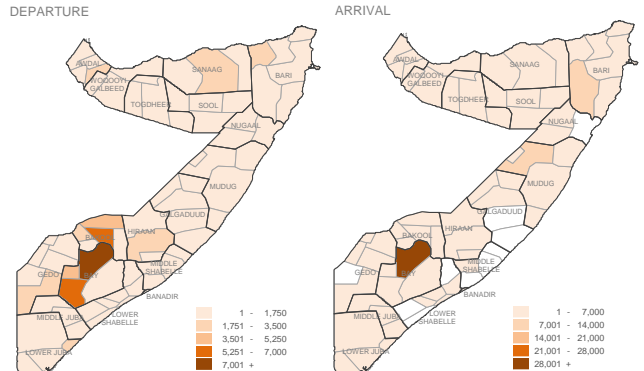 DEPARTURE
AWDAL
WOQOOYI
GALBEED
TOGDHEER
SANAAG
SOOL
BARI
NUGAAL
MUDUG
GALGADUUD
HIRAAN
BAKOOL
GEDO
BAY
MIDDLE
SHABELLE
BANADIR
LOWER
SHABELLE
MIDDLE JUBA
LOWER JUBA
1 - 1,750
1,751 - 3,500
3,501 - 5,250
5,251 - 7,000
7,001 +
ARRIVAL
AWDAL
WOQOOYI
GALBEED
TOGDHEER
SANAAG
SOOL
BARI
NUGAAL
MUDUG
GALGADUUD
HIRAAN
BAKOOL
GEDO
BAY
MIDDLE
SHABELLE
BANADIR
LOWER
SHABELLE
MIDDLE JUBA
LOWER JUBA
1 - 7,000
7,001 - 14,000
14,001 - 21,000
21,001 - 28,000
28,001 +